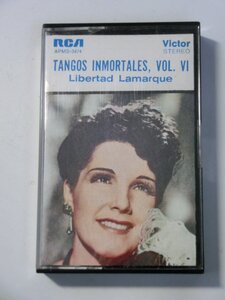 RCA
Victor
STEREO
TANGOS INMORTALES, VOL. VI
Libertad Lamarque